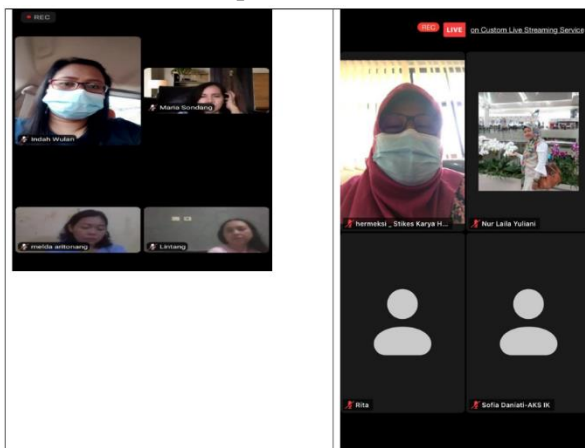 REC
Indah Wulan
Maria Sondang
melda aritonang
Lintang
REC LIVE on Custom Live Streaming Service
hermeksi _ Stikes Karya H...
Nur Laila Yuliani
Rita
Sofia Daniati-AKS IK